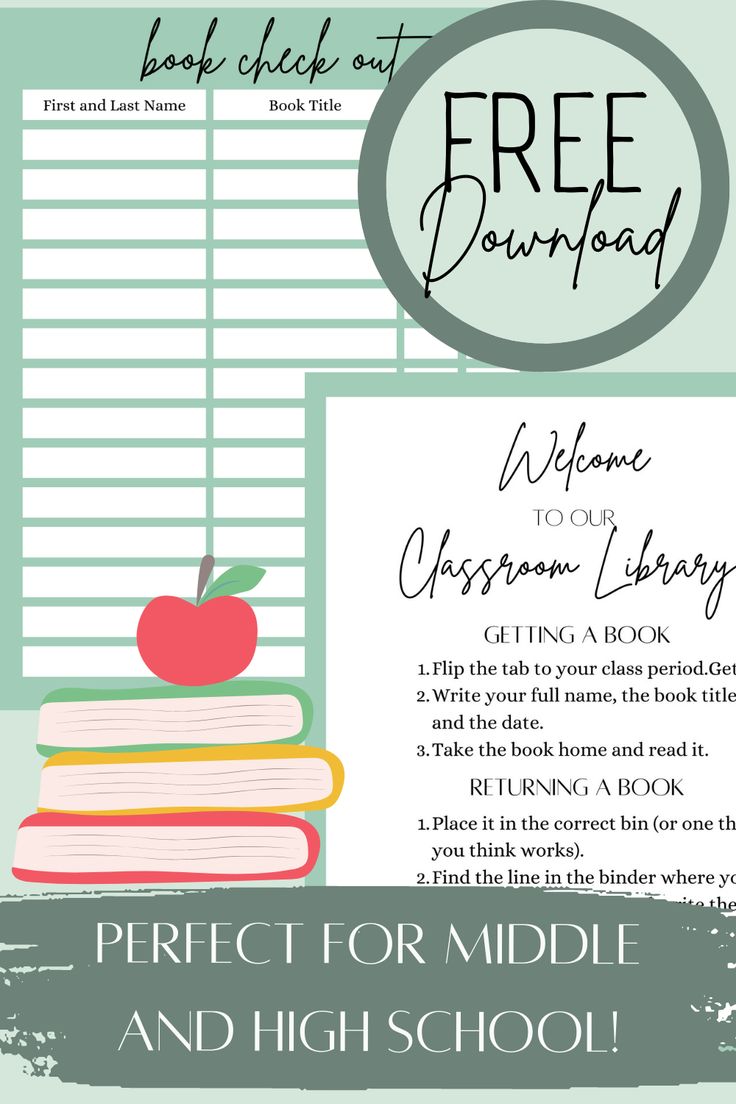 book check out
First and Last Name Book Title
FREE
Download
Welcome
TO OUR
Classroom Library
GETTING A BOOK
1. Flip the tab to your class period.Get
2. Write your full name, the book title
and the date.
3. Take the book home and read it.
RETURNING A BOOK
1. Place it in the correct bin (or one th
you think works).
2. Find the line in the binder where yo
PERFECT FOR MIDDLE
AND HIGH SCHOOL!